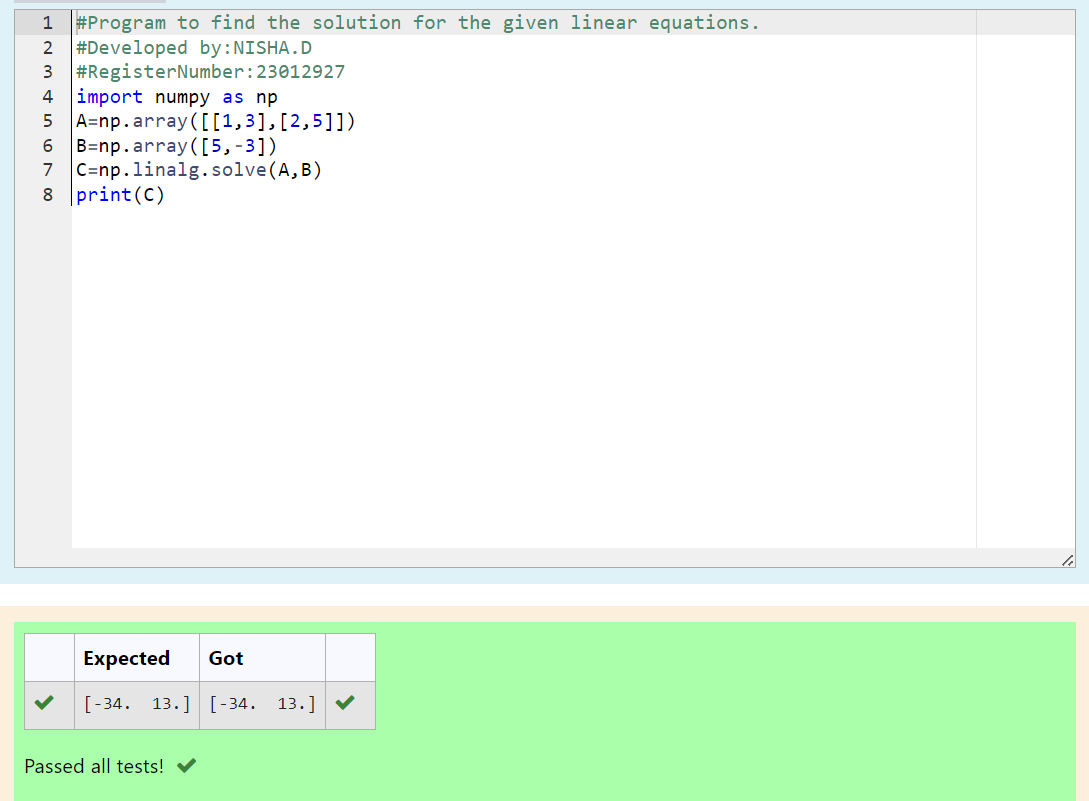 1 #Program to find the solution for the given linear equations.
2 #Developed by:NISHA.D
3 #RegisterNumber:23012927
4 import numpy as np
5 A=np.array([[1,3],[2,5]])
6 B=np.array([5,-3])
7 C=np.linalg.solve(A,B)
8 print(C)
Expected Got
[-34.  13.] [-34.  13.]
Passed all tests!